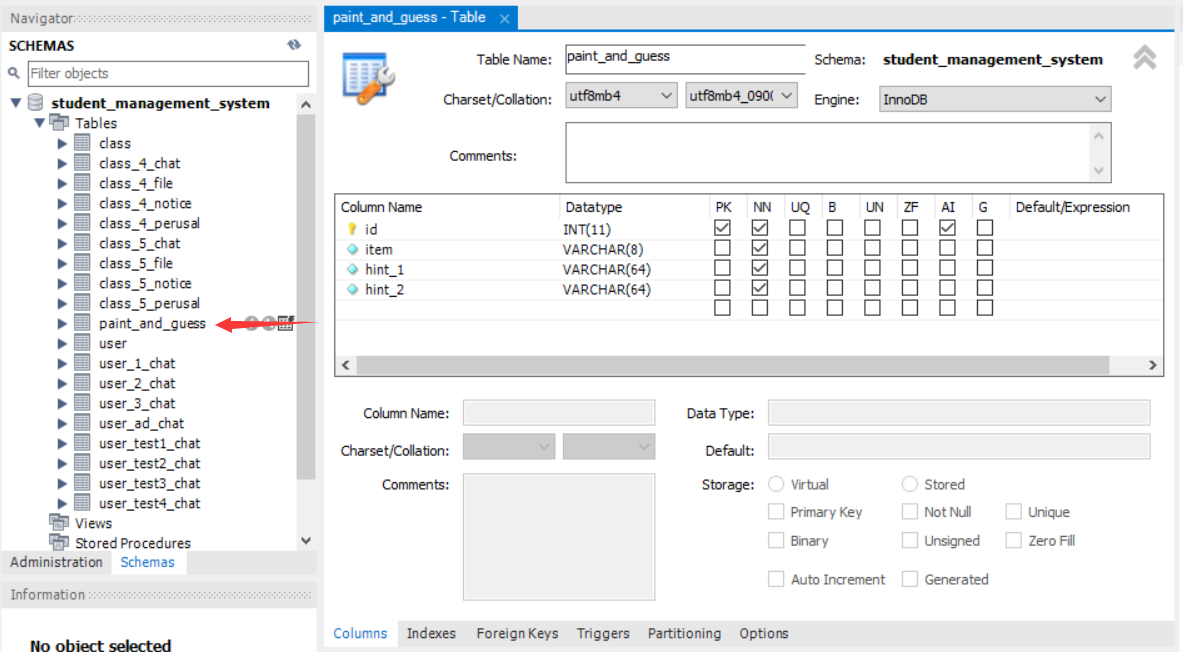 Navigator
SCHEMAS
Filter objects
student_management_system
Tables
class
class_4_chat
class_4_file
class_4_notice
class_4_perusal
class_5_chat
class_5_file
class_5_notice
class_5_perusal
paint_and_guess
user
user_1_chat
user_2_chat
user_3_chat
user_ad_chat
user_test1_chat
user_test2_chat
user_test3_chat
user_test4_chat
Views
Stored Procedures
Administration Schemas
Information
No object selected
paint_and_guess - Table
Table Name: paint_and_guess Schema: student_management_system
Charset/Collation: utf8mb4 utf8mb4_090( Engine: InnoDB
Comments:
Column Name Datatype PK NN UQ B UN ZF AI G Default/Expression
id INT(11)
item VARCHAR(8)
hint_1 VARCHAR(64)
hint_2 VARCHAR(64)
Column Name: Data Type:
Charset/Collation: Default:
Comments: Storage: Virtual Stored
Primary Key Not Null Unique
Binary Unsigned Zero Fill
Auto Increment Generated
Columns Indexes Foreign Keys Triggers Partitioning Options